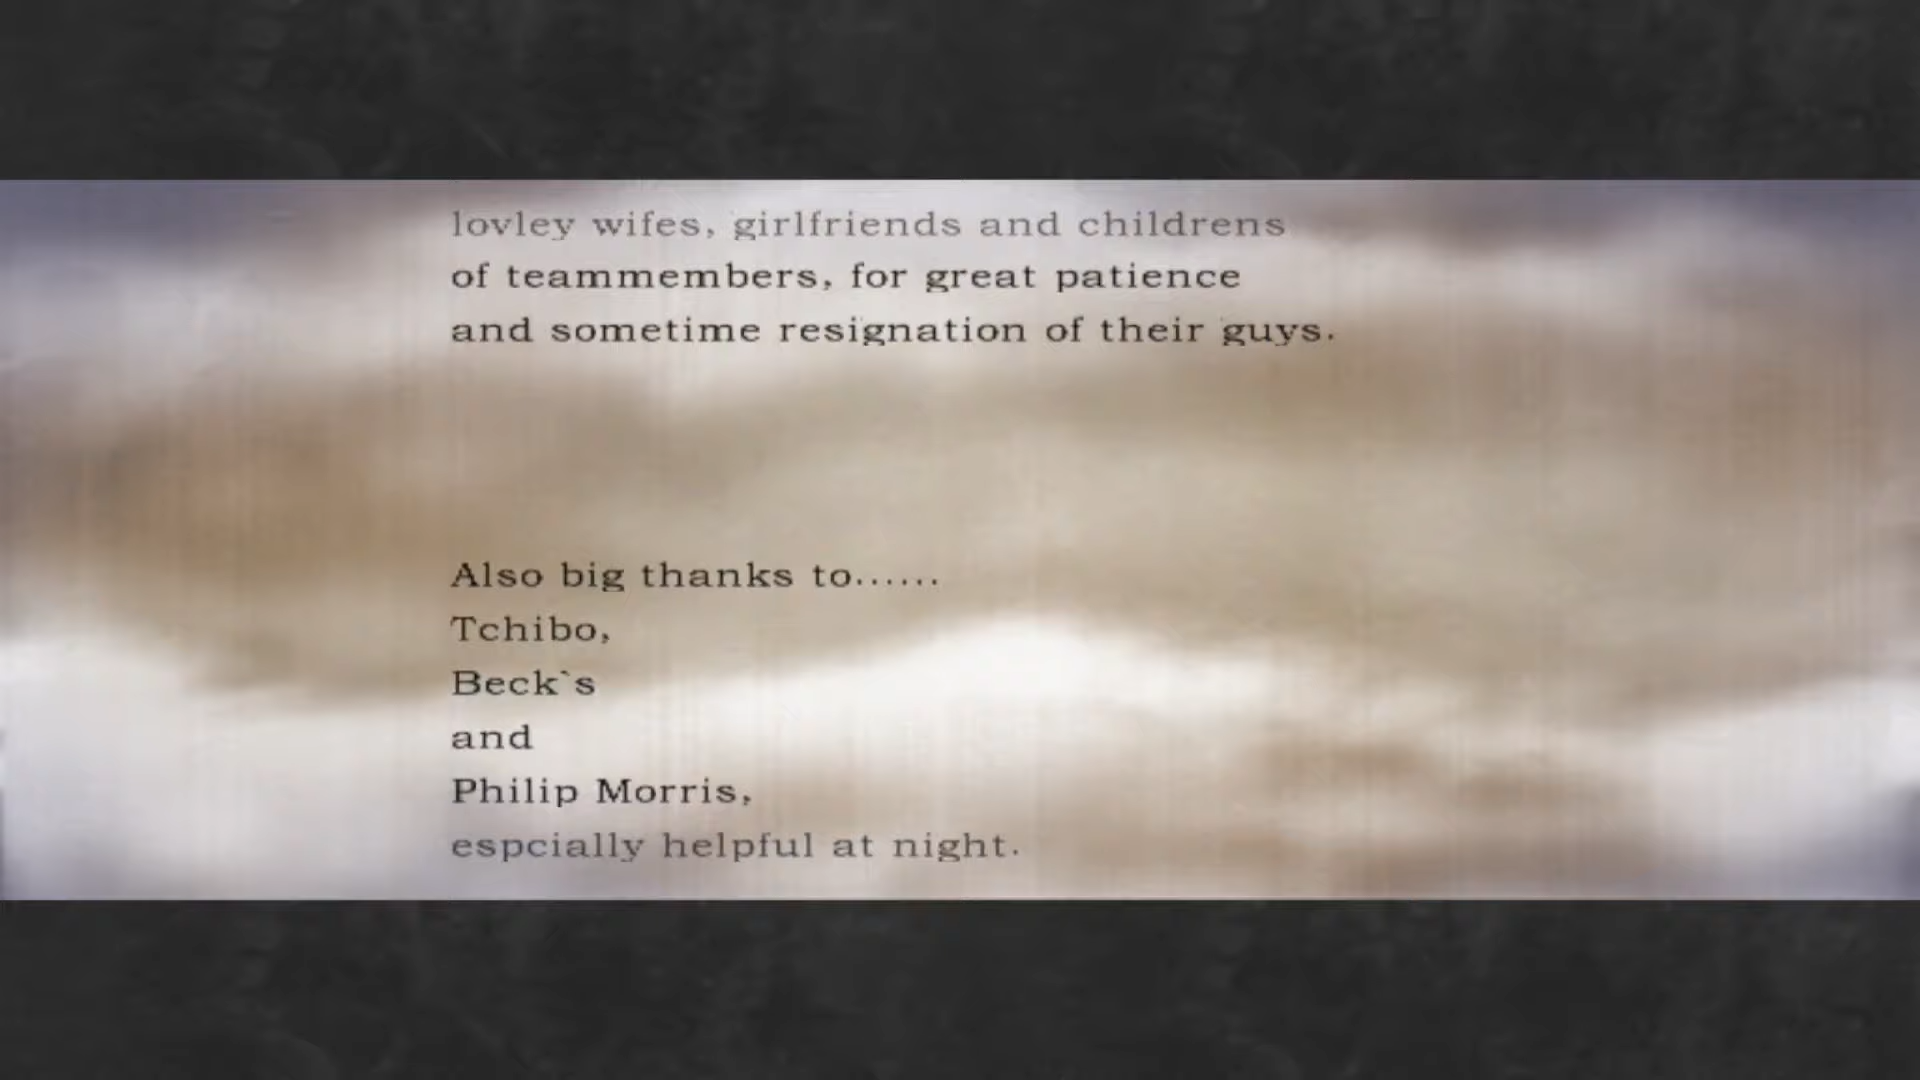 lovley wifes, girlfriends and childrens
of teammembers, for great patience
and sometime resignation of their guys.
Also big thanks to......
Tchibo,
Beck`s
and
Philip Morris,
espcially helpful at night.